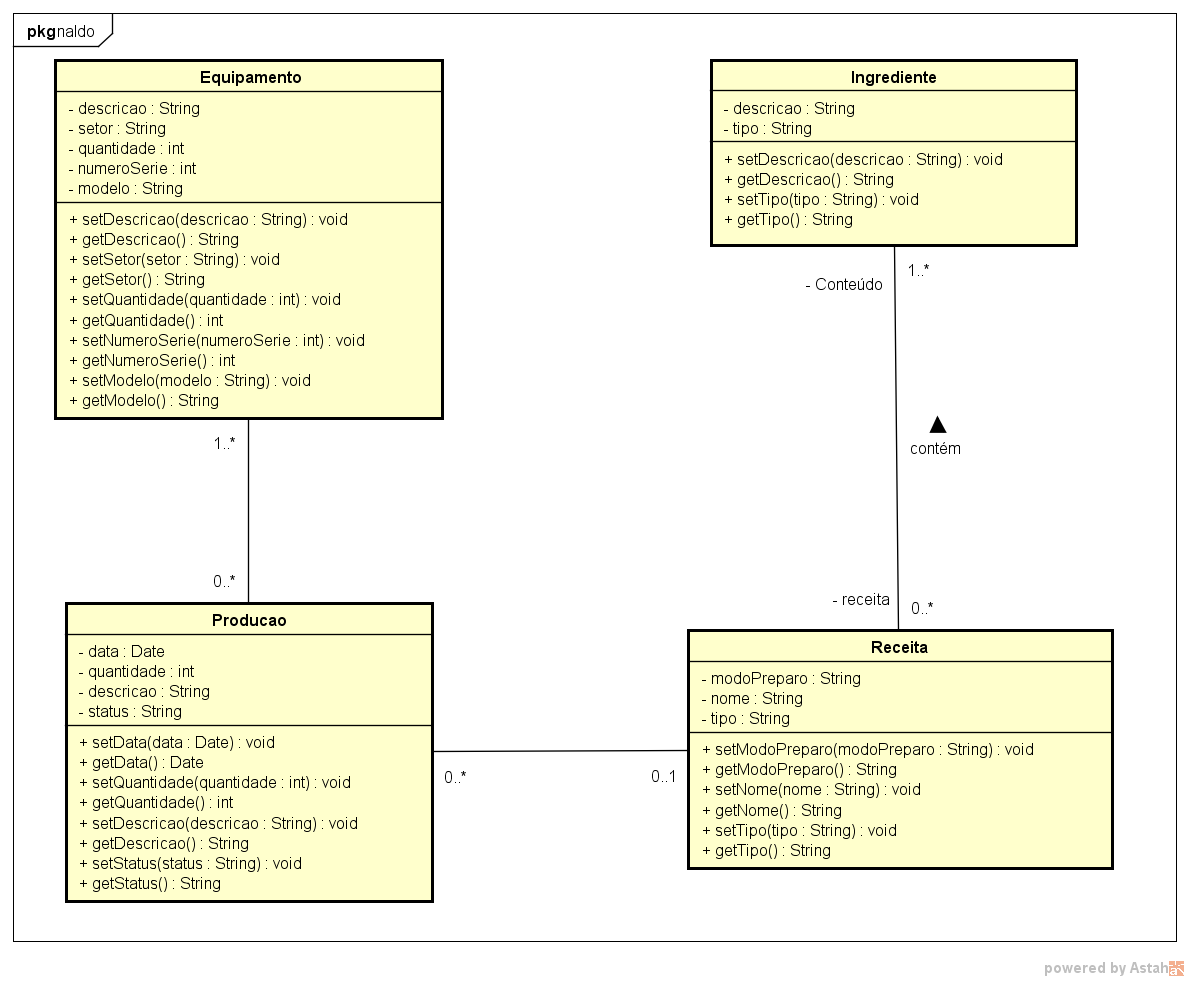 pkg naldo
Equipamento
- descricao : String
- setor : String
- quantidade : int
- numeroSerie : int
- modelo : String
+ setDescricao(descricao : String) : void
+ getDescricao() : String
+ setSetor(setor : String) : void
+ getSetor() : String
+ setQuantidade(quantidade : int) : void
+ getQuantidade() : int
+ setNumeroSerie(numeroSerie : int) : void
+ getNumeroSerie() : int
+ setModelo(modelo : String) : void
+ getModelo() : String
Ingrediente
- descricao : String
- tipo : String
+ setDescricao(descricao : String) : void
+ getDescricao() : String
+ setTipo(tipo : String) : void
+ getTipo() : String
1..*
- Conteúdo
contém
- receita
0..*
1..*
0..*
Producao
- data : Date
- quantidade : int
- descricao : String
- status : String
+ setData(data : Date) : void
+ getData() : Date
+ setQuantidade(quantidade : int) : void
+ getQuantidade() : int
+ setDescricao(descricao : String) : void
+ getDescricao() : String
+ setStatus(status : String) : void
+ getStatus() : String
0..*
0..1
Receita
- modoPreparo : String
- nome : String
- tipo : String
+ setModoPreparo(modoPreparo : String) : void
+ getModoPreparo() : String
+ setNome(nome : String) : void
+ getNome() : String
+ setTipo(tipo : String) : void
+ getTipo() : String
powered by Astah